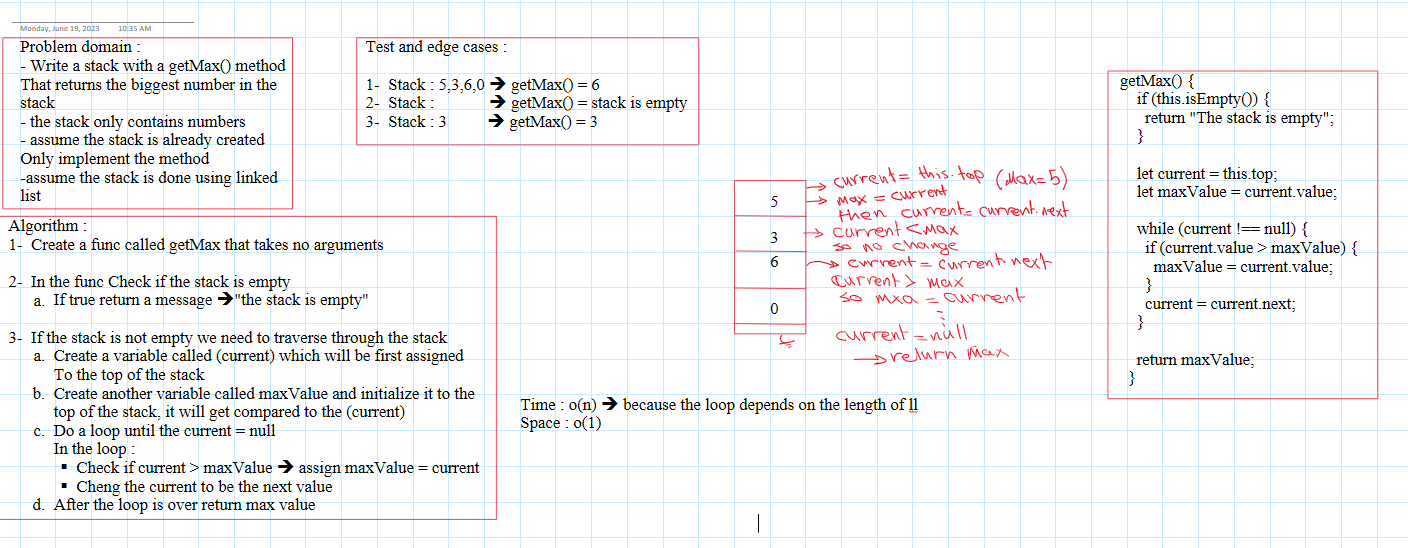 Monday, June 19, 2023 10:35 AM
Problem domain :
- Write a stack with a getMax() method
That returns the biggest number in the
stack
- the stack only contains numbers
- assume the stack is already created
Only implement the method
-assume the stack is done using linked
list
Test and edge cases :
1- Stack : 5,3,6,0 ➔ getMax() = 6
2- Stack : ➔ getMax() = stack is empty
3- Stack : 3 ➔ getMax() = 3
Algorithm :
1- Create a func called getMax that takes no arguments
2- In the func Check if the stack is empty
a. If true return a message ➔"the stack is empty"
3- If the stack is not empty we need to traverse through the stack
a. Create a variable called (current) which will be first assigned
To the top of the stack
b. Create another variable called maxValue and initialize it to the
top of the stack, it will get compared to the (current)
c. Do a loop until the current = null
In the loop :
▪ Check if current > maxValue ➔ assign maxValue = current
▪ Cheng the current to be the next value
d. After the loop is over return max value
5
3
6
0
→ current = this.top (Max=5)
→ max = current
then current = current.next
→ current < max
so no change
→ current = current.next
current > max
so mxa = current
current = null
→ return max
Time : o(n) ➔ because the loop depends on the length of ll
Space : o(1)
getMax() {
if (this.isEmpty()) {
return "The stack is empty";
}
let current = this.top;
let maxValue = current.value;
while (current !== null) {
if (current.value > maxValue) {
maxValue = current.value;
}
current = current.next;
}
return maxValue;
}